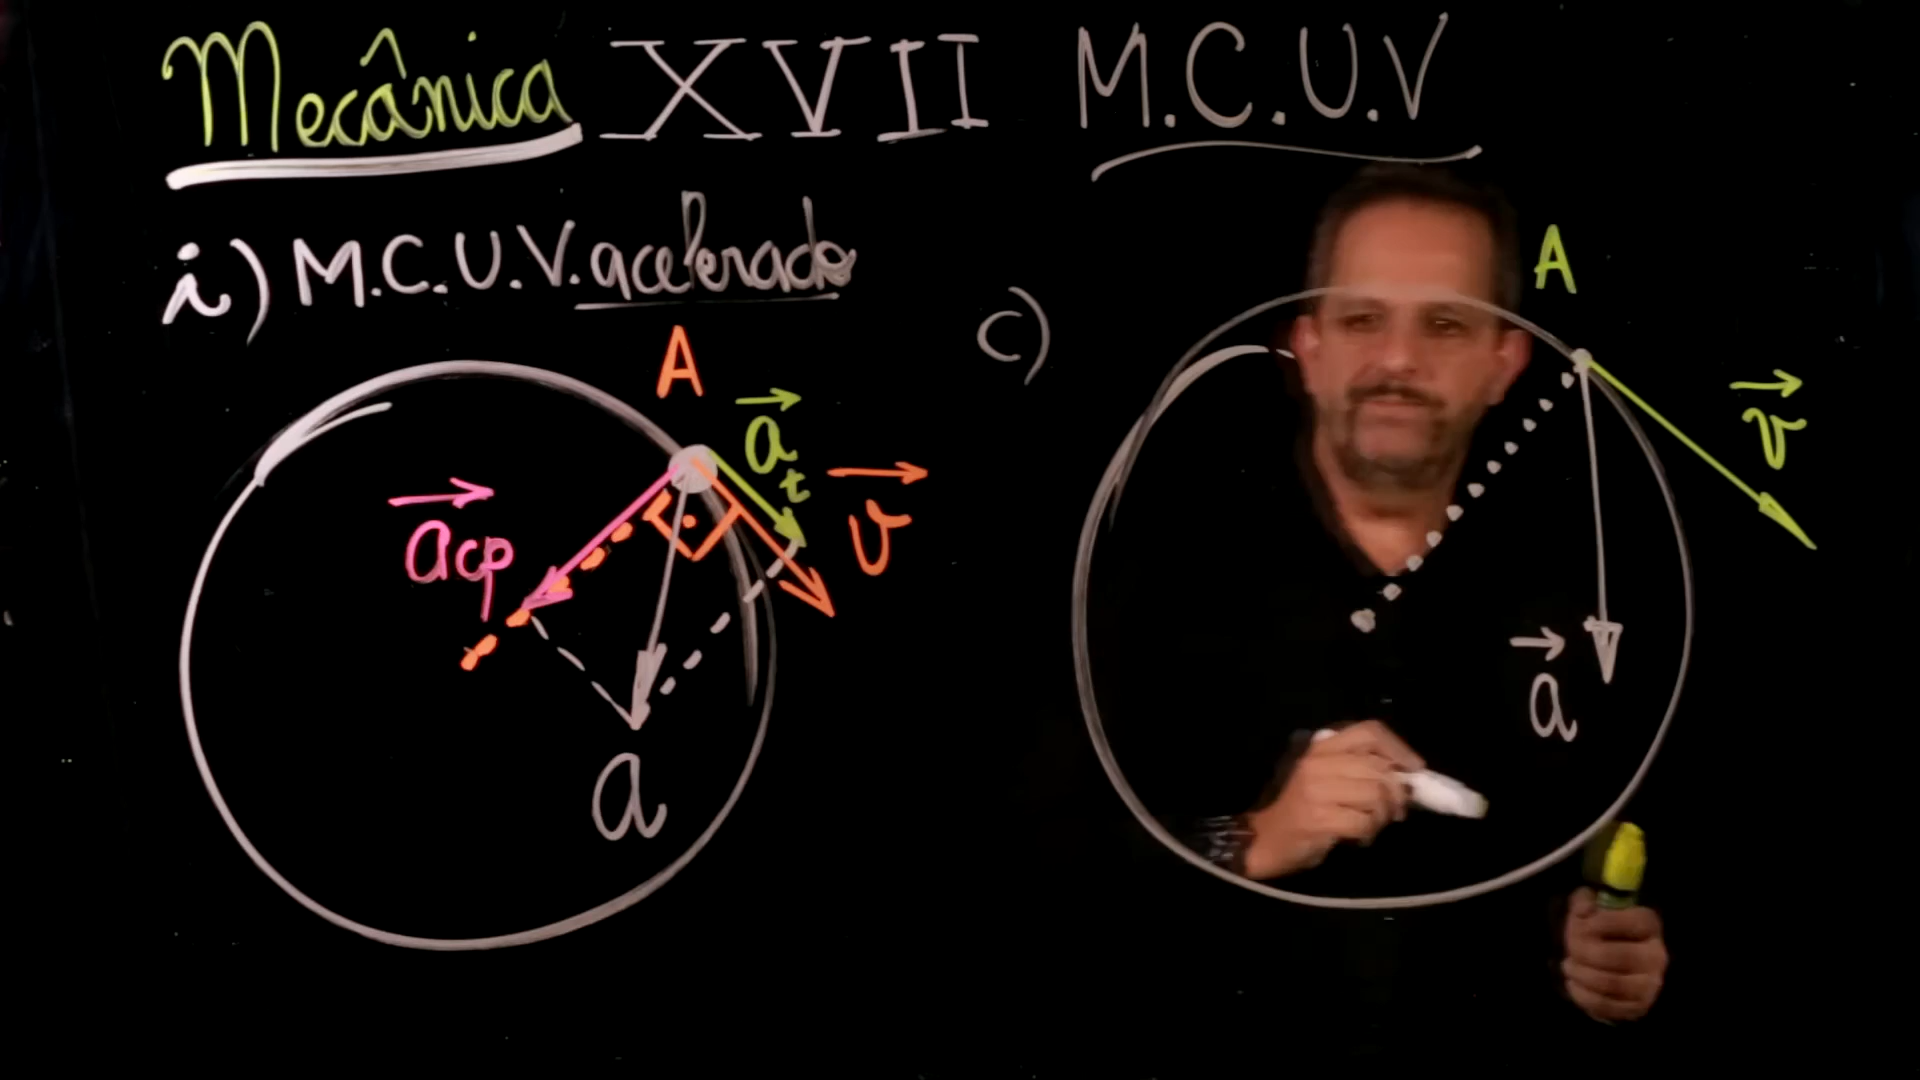 Mecânica XVII M.C.U.V
i) M.C.U.V. acelerado
A
a⃗t
v⃗
a⃗cp
a
c)
A
v⃗
a⃗